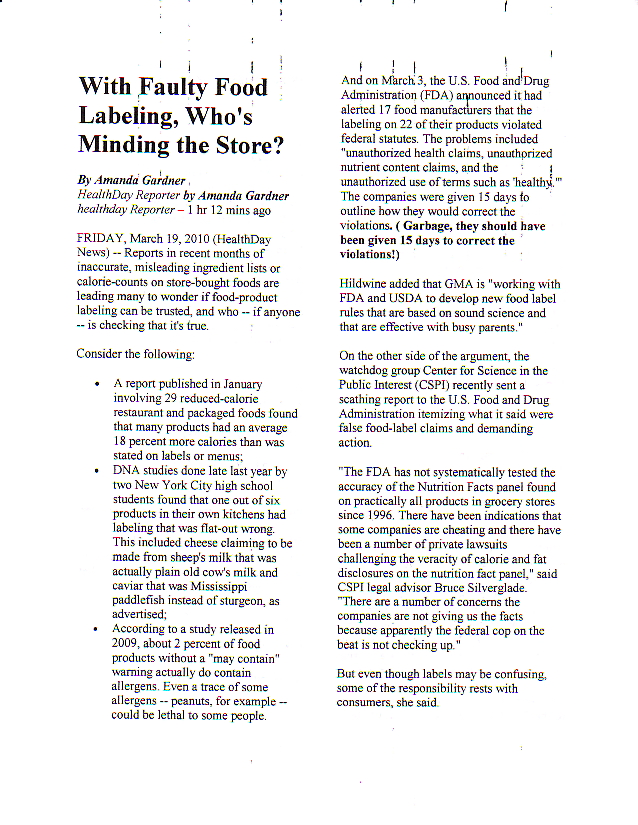 With Faulty Food
Labeling, Who's
Minding the Store?
By Amanda Gardner
HealthDay Reporter by Amanda Gardner
healthday Reporter – 1 hr 12 mins ago
FRIDAY, March 19, 2010 (HealthDay
News) -- Reports in recent months of
inaccurate, misleading ingredient lists or
calorie-counts on store-bought foods are
leading many to wonder if food-product
labeling can be trusted, and who -- if anyone
-- is checking that it's true.
Consider the following:
• A report published in January
involving 29 reduced-calorie
restaurant and packaged foods found
that many products had an average
18 percent more calories than was
stated on labels or menus;
• DNA studies done late last year by
two New York City high school
students found that one out of six
products in their own kitchens had
labeling that was flat-out wrong.
This included cheese claiming to be
made from sheep's milk that was
actually plain old cow's milk and
caviar that was Mississippi
paddlefish instead of sturgeon, as
advertised;
• According to a study released in
2009, about 2 percent of food
products without a "may contain"
warning actually do contain
allergens. Even a trace of some
allergens -- peanuts, for example --
could be lethal to some people.
And on March 3, the U.S. Food and Drug
Administration (FDA) announced it had
alerted 17 food manufacturers that the
labeling on 22 of their products violated
federal statutes. The problems included
"unauthorized health claims, unauthorized
nutrient content claims, and the
unauthorized use of terms such as 'healthy.'"
The companies were given 15 days to
outline how they would correct the
violations. ( Garbage, they should have
been given 15 days to correct the
violations!)
Hildwine added that GMA is "working with
FDA and USDA to develop new food label
rules that are based on sound science and
that are effective with busy parents."
On the other side of the argument, the
watchdog group Center for Science in the
Public Interest (CSPI) recently sent a
scathing report to the U.S. Food and Drug
Administration itemizing what it said were
false food-label claims and demanding
action.
"The FDA has not systematically tested the
accuracy of the Nutrition Facts panel found
on practically all products in grocery stores
since 1996. There have been indications that
some companies are cheating and there have
been a number of private lawsuits
challenging the veracity of calorie and fat
disclosures on the nutrition fact panel," said
CSPI legal advisor Bruce Silverglade.
"There are a number of concerns the
companies are not giving us the facts
because apparently the federal cop on the
beat is not checking up."
But even though labels may be confusing,
some of the responsibility rests with
consumers, she said.